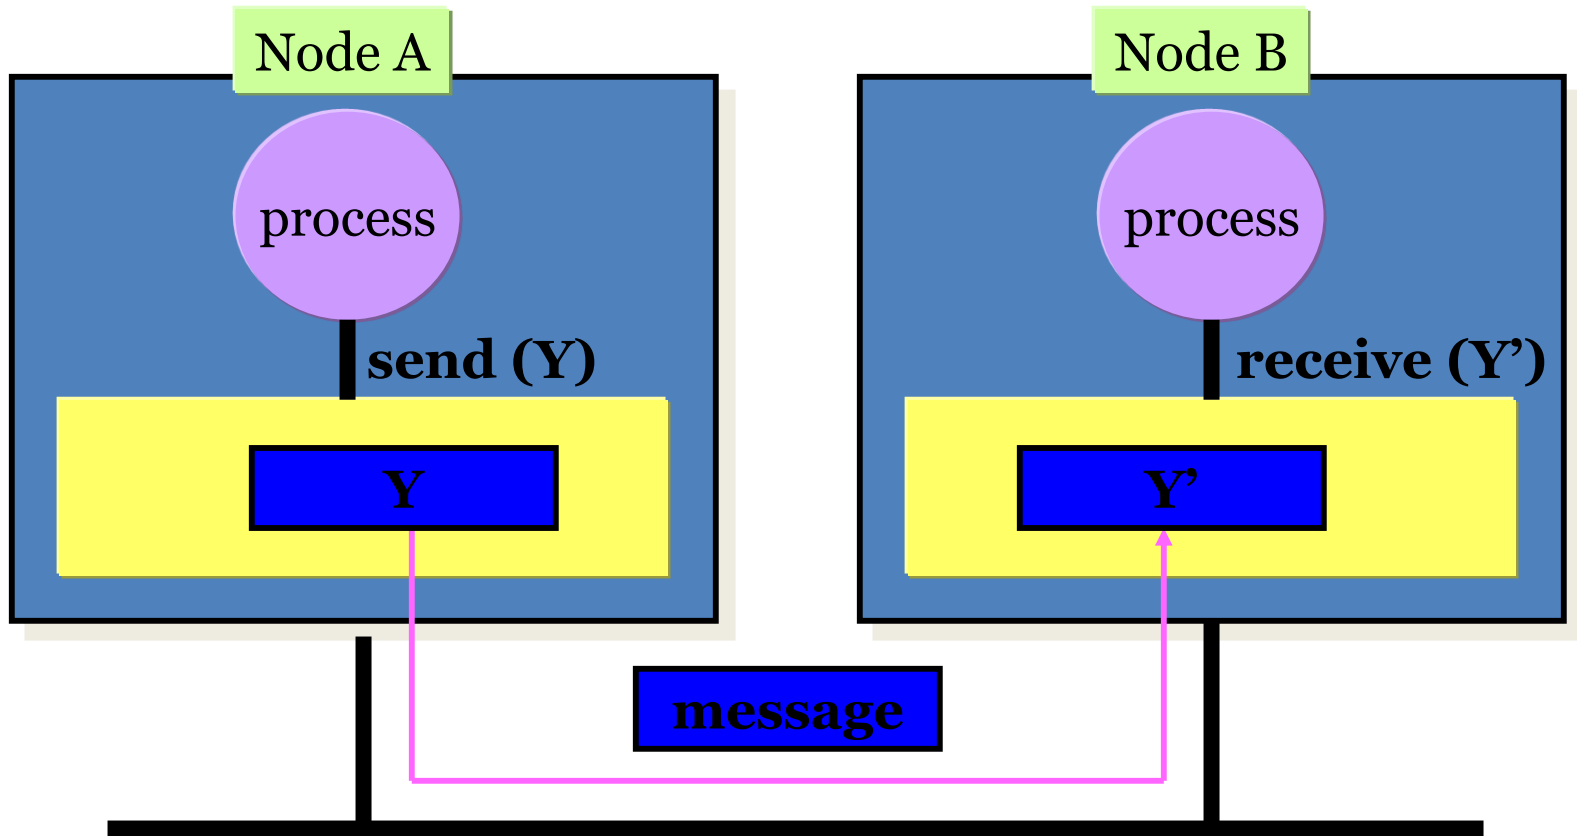 Node A
Node B
process
process
send (Y)
receive (Y’)
Y
Y’
message